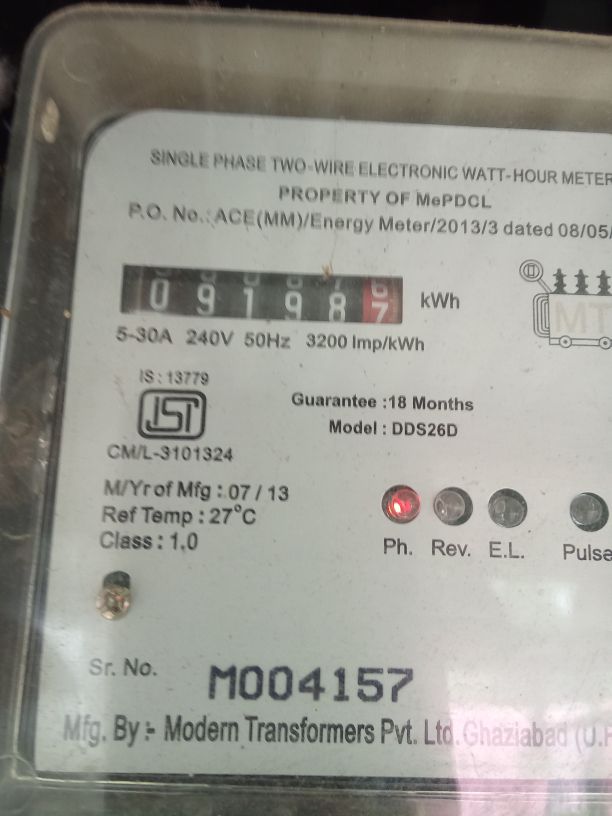 SINGLE PHASE TWO-WIRE ELECTRONIC WATT-HOUR METER
PROPERTY OF MePDCL
P.O. No.: ACE(MM)/Energy Meter/2013/3 dated 08/05/
09198 kWh
5-30A 240V 50Hz 3200 Imp/kWh
MT
IS : 13779
ISI
CM/L-3101324
Guarantee :18 Months
Model : DDS26D
M/Yr of Mfg : 07 / 13
Ref Temp : 27°C
Class : 1.0
Ph. Rev. E.L. Pulse
Sr. No. M004157
Mfg. By :- Modern Transformers Pvt. Ltd. Ghaziabad (U.P